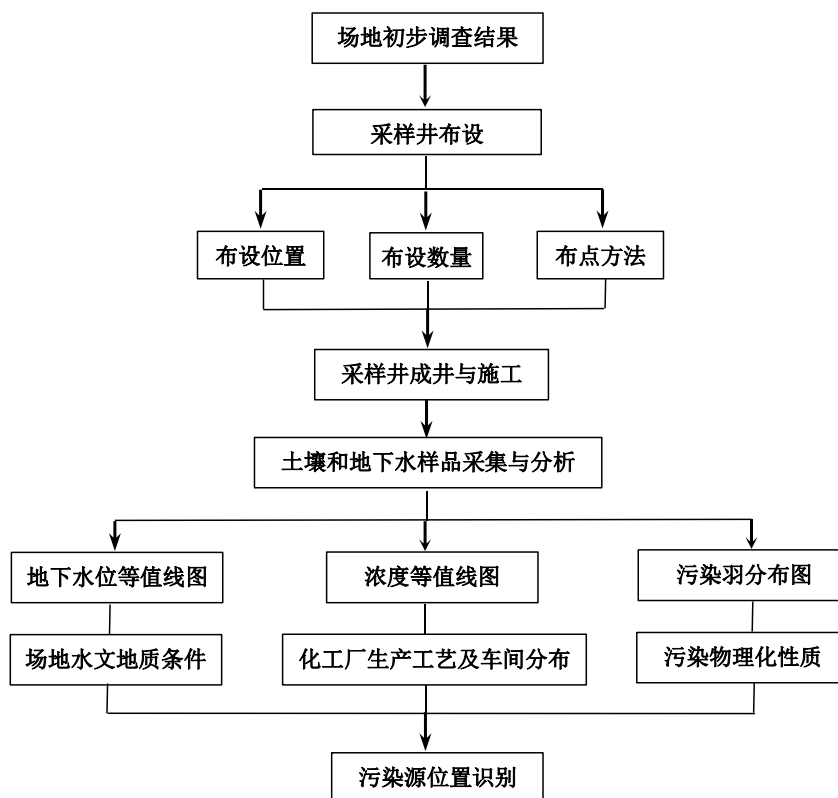 场地初步调查结果
采样井布设
布设位置
布设数量
布点方法
采样井成井与施工
土壤和地下水样品采集与分析
地下水位等值线图
浓度等值线图
污染羽分布图
场地水文地质条件
化工厂生产工艺及车间分布
污染物理化性质
污染源位置识别